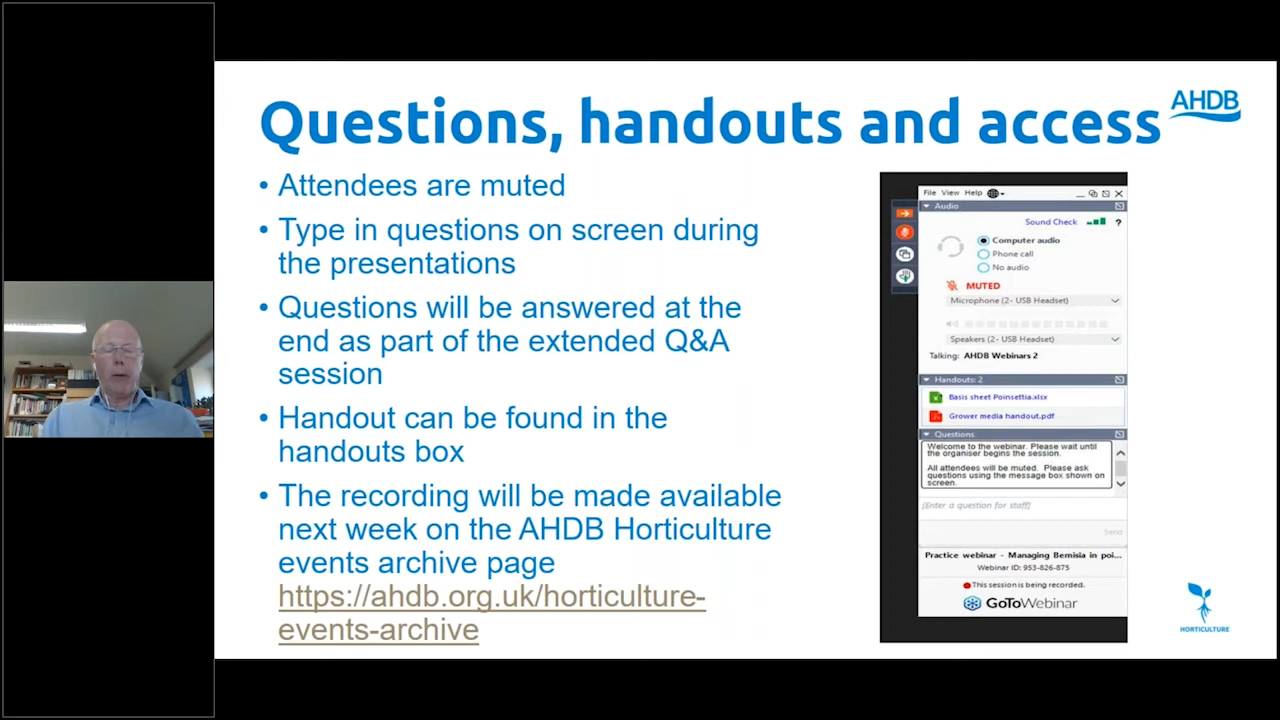 Questions, handouts and access
AHDB
• Attendees are muted
• Type in questions on screen during
the presentations
• Questions will be answered at the
end as part of the extended Q&A
session
• Handout can be found in the
handouts box
• The recording will be made available
next week on the AHDB Horticulture
events archive page
https://ahdb.org.uk/horticulture-
events-archive
File View Help
Audio
Sound Check ?
Computer audio
Phone call
No audio
MUTED
Microphone (2- USB Headset)
Speakers (2- USB Headset)
Talking: AHDB Webinars 2
Handouts: 2
Basis sheet Poinsettia.xlsx
Grower media handout.pdf
Questions
Welcome to the webinar. Please wait until
the organiser begins the session.
All attendees will be muted. Please ask
questions using the message box shown on
screen.
[Enter a question for staff]
Send
Practice webinar - Managing Bemisia in poi...
Webinar ID: 953-826-875
This session is being recorded.
GoToWebinar
HORTICULTURE